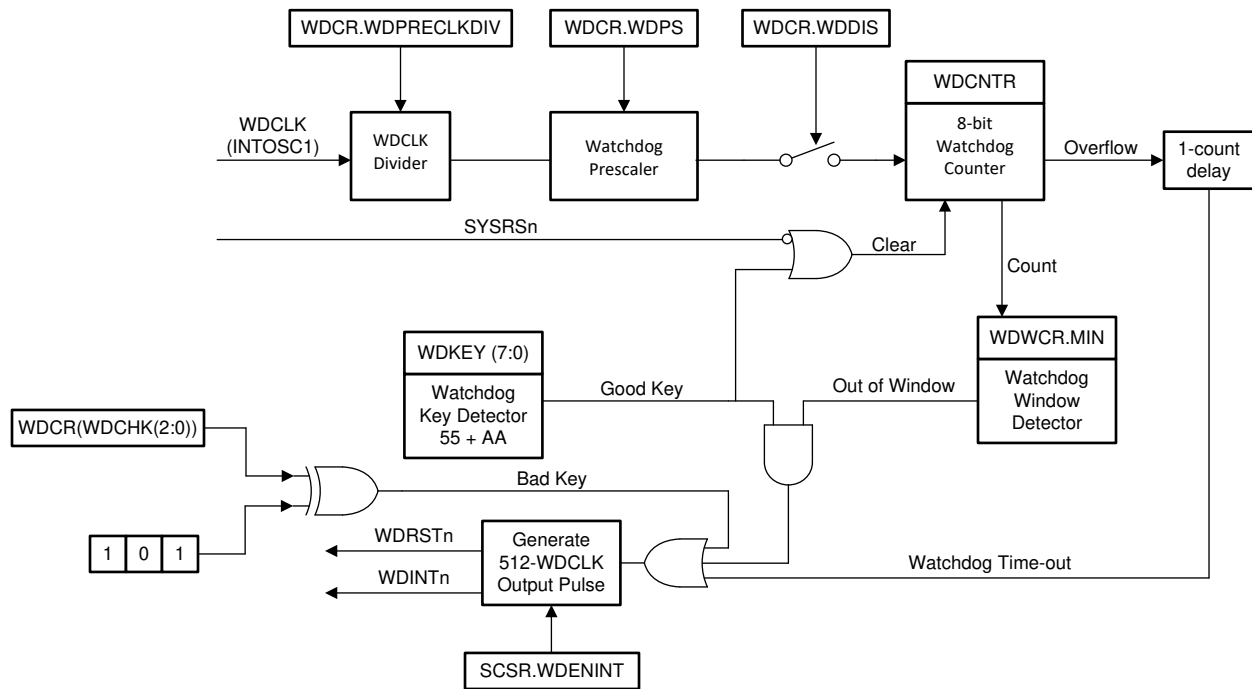 WDCR.WDPRECLKDIV
WDCR.WDPS
WDCR.WDDIS
WDCLK
(INTOSC1)
WDCLK
Divider
Watchdog
Prescaler
WDCNTR
8-bit
Watchdog
Counter
Overflow
1-count
delay
SYSRSn
Clear
Count
WDKEY (7:0)
Watchdog
Key Detector
55 + AA
Good Key
Out of Window
WDWCR.MIN
Watchdog
Window
Detector
WDCR(WDCHK(2:0))
Bad Key
1 0 1
WDRSTn
WDINTn
Generate
512-WDCLK
Output Pulse
Watchdog Time-out
SCSR.WDENINT